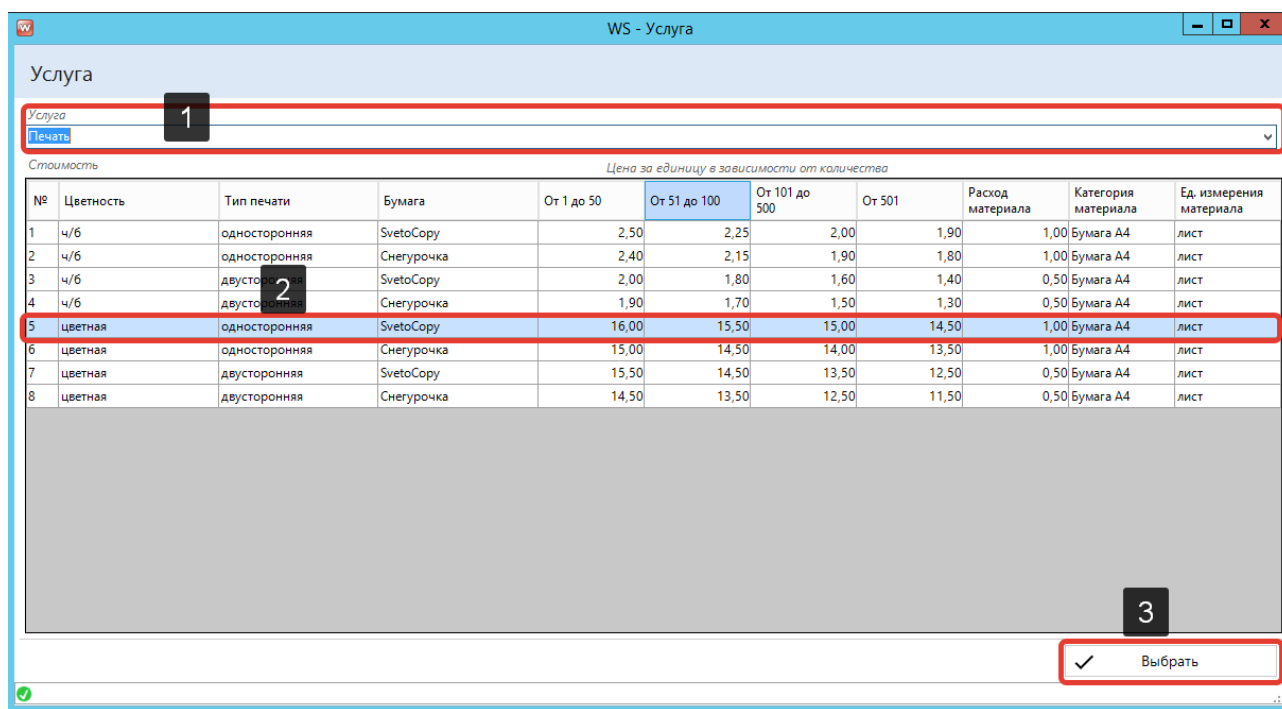 WS - Услуга
Услуга
1
Услуга
Печать
Стоимость Цена за единицу в зависимости от количества
№ Цветность Тип печати Бумага От 1 до 50 От 51 до 100 От 101 до 500 От 501 Расход материала Категория материала Ед. измерения материала
1 ч/б односторонняя SvetoCopy 2,50 2,25 2,00 1,90 1,00 Бумага А4 лист
2 ч/б односторонняя Снегурочка 2,40 2,15 1,90 1,80 1,00 Бумага А4 лист
3 ч/б двусторонняя SvetoCopy 2,00 1,80 1,60 1,40 0,50 Бумага А4 лист
2
4 ч/б двусторонняя Снегурочка 1,90 1,70 1,50 1,30 0,50 Бумага А4 лист
5 цветная односторонняя SvetoCopy 16,00 15,50 15,00 14,50 1,00 Бумага А4 лист
6 цветная односторонняя Снегурочка 15,00 14,50 14,00 13,50 1,00 Бумага А4 лист
7 цветная двусторонняя SvetoCopy 15,50 14,50 13,50 12,50 0,50 Бумага А4 лист
8 цветная двусторонняя Снегурочка 14,50 13,50 12,50 11,50 0,50 Бумага А4 лист
3
Выбрать